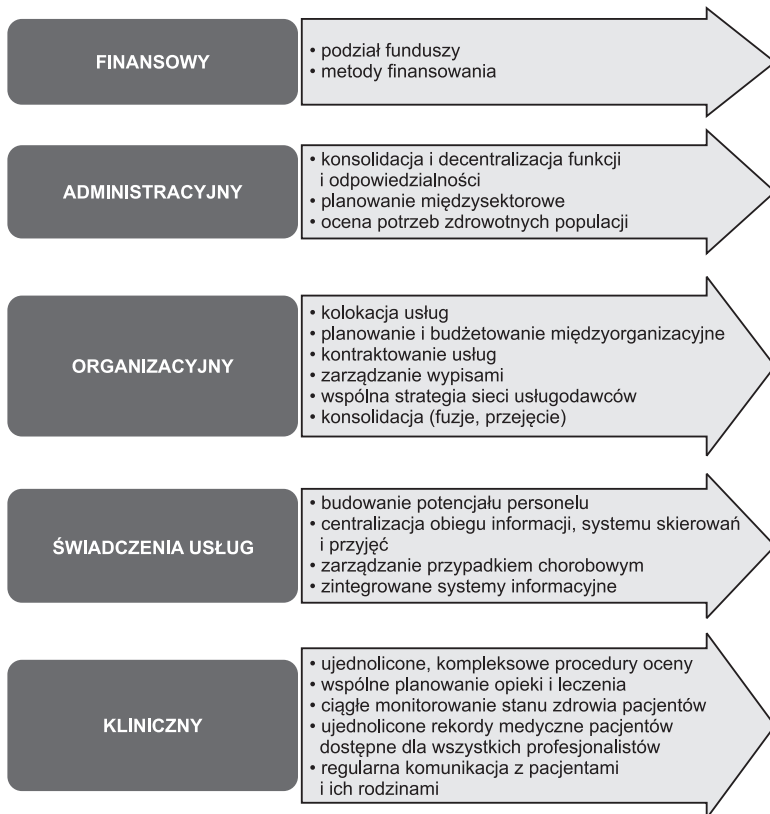 FINANSOWY
• podział funduszy
• metody finansowania
ADMINISTRACYJNY
• konsolidacja i decentralizacja funkcji
i odpowiedzialności
• planowanie międzysektorowe
• ocena potrzeb zdrowotnych populacji
ORGANIZACYJNY
• kolokacja usług
• planowanie i budżetowanie międzyorganizacyjne
• kontraktowanie usług
• zarządzanie wypisami
• wspólna strategia sieci usługodawców
• konsolidacja (fuzje, przejęcie)
ŚWIADCZENIA USŁUG
• budowanie potencjału personelu
• centralizacja obiegu informacji, systemu skierowań
i przyjęć
• zarządzanie przypadkiem chorobowym
• zintegrowane systemy informacyjne
KLINICZNY
• ujednolicone, kompleksowe procedury oceny
• wspólne planowanie opieki i leczenia
• ciągłe monitorowanie stanu zdrowia pacjentów
• ujednolicone rekordy medyczne pacjentów
dostępne dla wszystkich profesjonalistów
• regularna komunikacja z pacjentami
i ich rodzinami